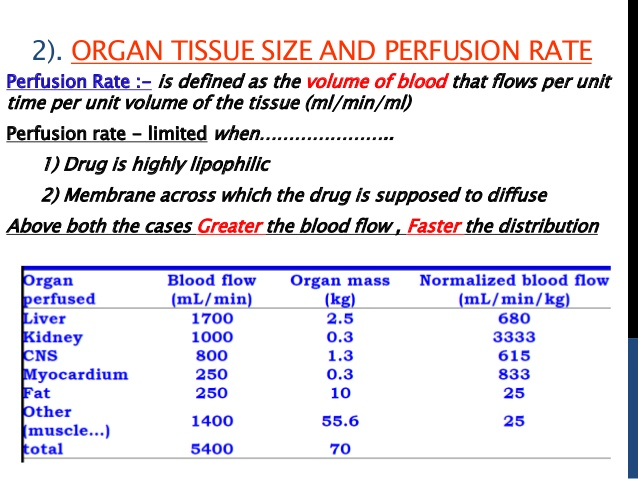 2). ORGAN TISSUE SIZE AND PERFUSION RATE
Perfusion Rate :- is defined as the volume of blood that flows per unit
time per unit volume of the tissue (ml/min/ml)
Perfusion rate - limited when…………………..
1) Drug is highly lipophilic
2) Membrane across which the drug is supposed to diffuse
Above both the cases Greater the blood flow , Faster the distribution
Organ perfused Blood flow (mL/min) Organ mass (kg) Normalized blood flow (mL/min/kg)
Liver 1700 2.5 680
Kidney 1000 0.3 3333
CNS 800 1.3 615
Myocardium 250 0.3 833
Fat 250 10 25
Other (muscle...) 1400 55.6 25
total 5400 70